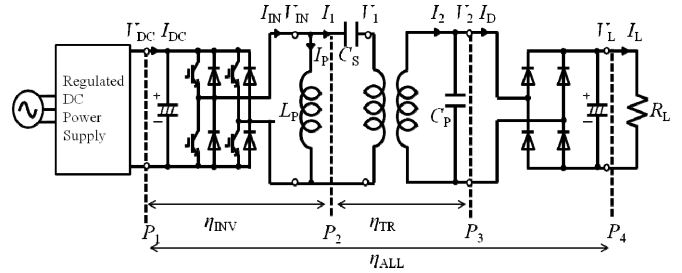 V_DC I_DC I_IN V_IN I_1 V_1 I_2 V_2 I_D V_L I_L
Regulated
DC
Power
Supply
+
−
I_P
C_S
L_P
C_P
+
−
R_L
η_INV
η_TR
P_1 P_2 P_3 P_4
η_ALL